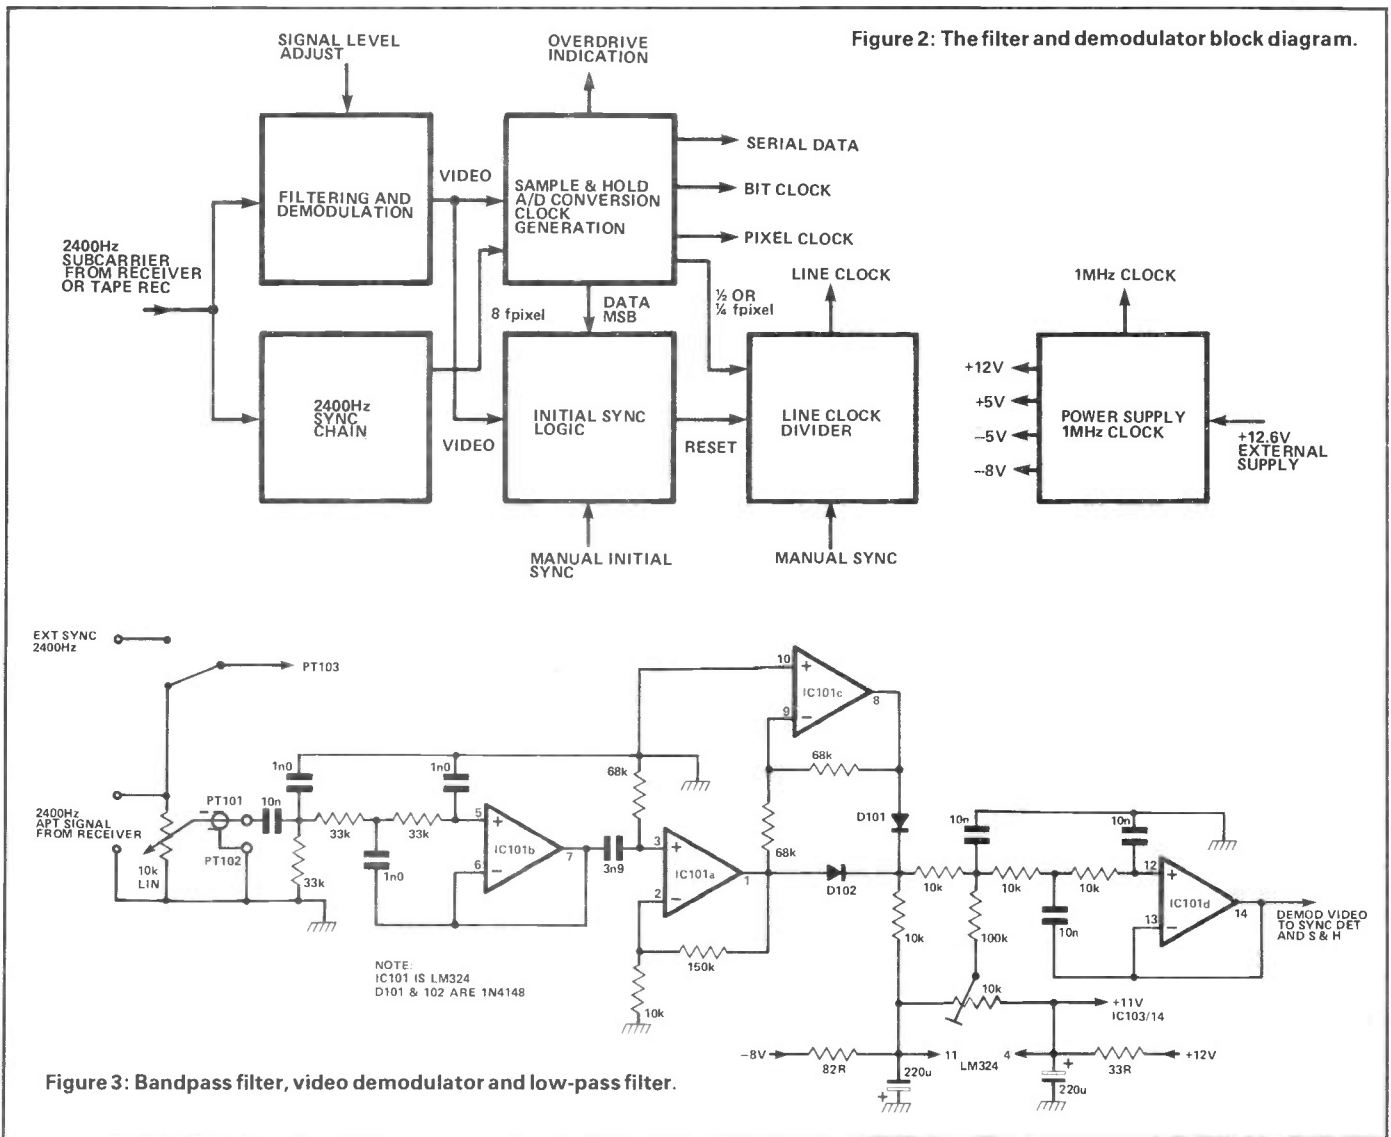 Figure 2: The filter and demodulator block diagram.
SIGNAL LEVEL
ADJUST
OVERDRIVE
INDICATION
FILTERING AND
DEMODULATION
VIDEO
SAMPLE & HOLD
A/D CONVERSION
CLOCK
GENERATION
SERIAL DATA
BIT CLOCK
PIXEL CLOCK
2400Hz
SUBCARRIER
FROM RECEIVER
OR TAPE REC
8 fpixel
DATA
MSB
½ OR
¼ fpixel
LINE CLOCK
1MHz CLOCK
2400Hz
SYNC
CHAIN
VIDEO
INITIAL SYNC
LOGIC
RESET
LINE CLOCK
DIVIDER
+12V
+5V
--5V
--8V
POWER SUPPLY
1MHz CLOCK
+12.6V
EXTERNAL
SUPPLY
MANUAL INITIAL
SYNC
MANUAL SYNC
EXT SYNC
2400Hz
PT103
2400Hz
APT SIGNAL
FROM RECEIVER
10k
LIN
PT101
PT102
10n
1n0
33k
33k
1n0
33k
1n0
5
+
6
−
IC101b
7
3n9
68k
3
+
2
−
IC101a
1
150k
10k
10
+
9
−
IC101c
8
68k
68k
D101
D102
10k
10k
10n
100k
10k
10k
10n
10n
12
+
13
−
IC101d
14
DEMOD VIDEO
TO SYNC DET
AND S & H
10k
+11V
IC103/14
−8V
82R
11
LM324
4
33R
+12V
220u
+
220u
+
NOTE:
IC101 IS LM324
D101 & 102 ARE 1N4148
Figure 3: Bandpass filter, video demodulator and low-pass filter.